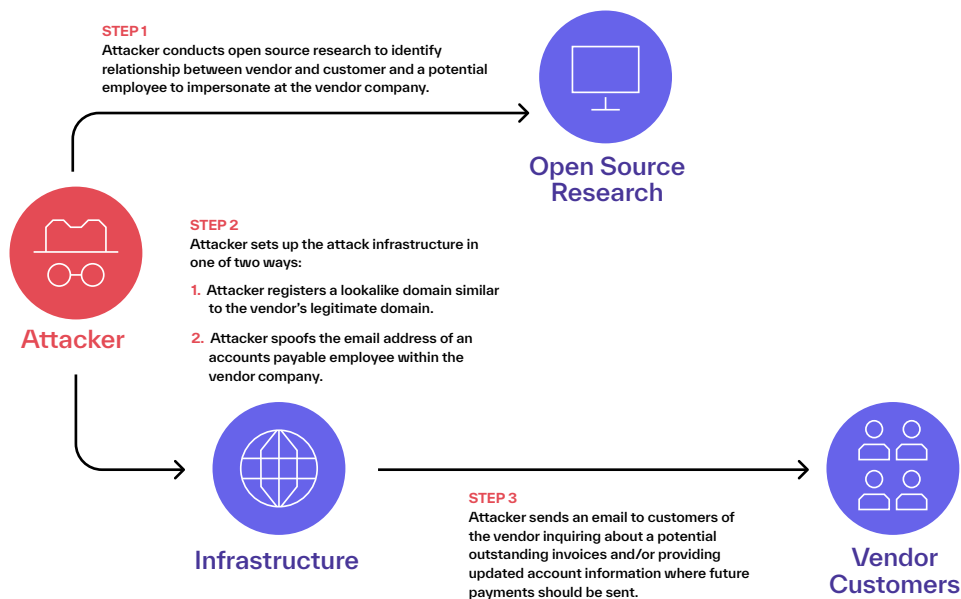 STEP 1
Attacker conducts open source research to identify
relationship between vendor and customer and a potential
employee to impersonate at the vendor company.
Open Source
Research
Attacker
STEP 2
Attacker sets up the attack infrastructure in
one of two ways:
1. Attacker registers a lookalike domain similar
to the vendor's legitimate domain.
2. Attacker spoofs the email address of an
accounts payable employee within the
vendor company.
Infrastructure
STEP 3
Attacker sends an email to customers of
the vendor inquiring about a potential
outstanding invoices and/or providing
updated account information where future
payments should be sent.
Vendor
Customers